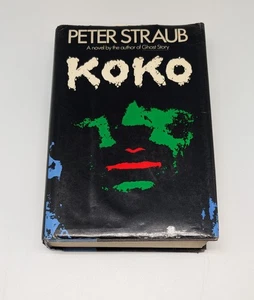 PETER STRAUB
A novel by the author of Ghost Story
KOKO